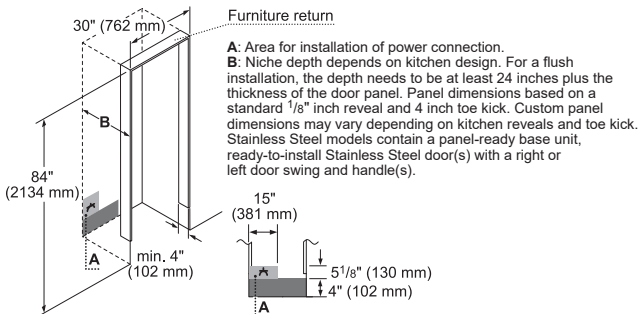 30" (762 mm)
Furniture return
A: Area for installation of power connection.
B: Niche depth depends on kitchen design. For a flush
installation, the depth needs to be at least 24 inches plus the
thickness of the door panel. Panel dimensions based on a
standard 1/8" inch reveal and 4 inch toe kick. Custom panel
dimensions may vary depending on kitchen reveals and toe kick.
Stainless Steel models contain a panel-ready base unit,
ready-to-install Stainless Steel door(s) with a right or
left door swing and handle(s).
B
84"
(2134 mm)
A
min. 4"
(102 mm)
15"
(381 mm)
5 1/8" (130 mm)
4" (102 mm)
A